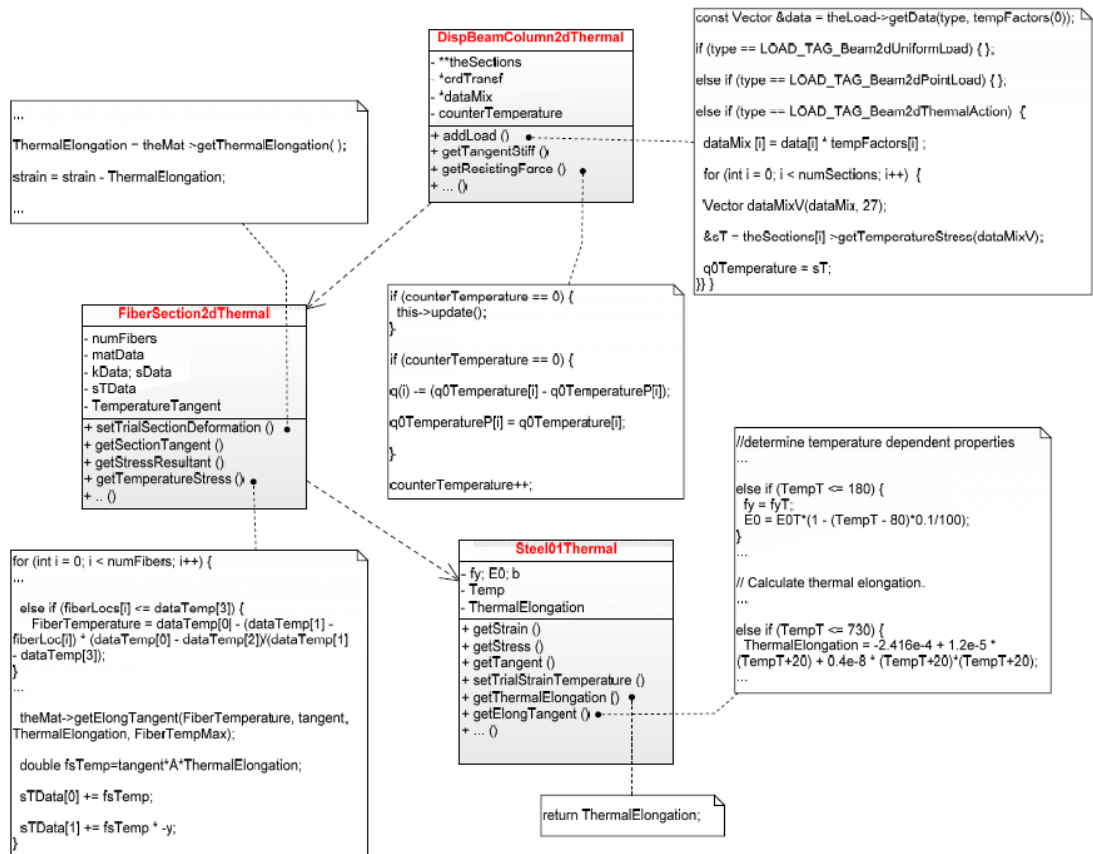 DispBeamColumn2dThermal
- **theSections
- *crdTransf
- *dataMix
- counterTemperature
+ addLoad ()
+ getTangentStiff ()
+ getResistingForce ()
+ ... ()
const Vector &data = theLoad->getData(type, tempFactors(0));
if (type == LOAD_TAG_Beam2dUniformLoad) { };
else if (type == LOAD_TAG_Beam2dPointLoad) { };
else if (type == LOAD_TAG_Beam2dThermalAction) {
dataMix [i] = data[i] * tempFactors[i] ;
for (int i = 0; i < numSections; i++) {
Vector dataMixV(dataMix, 27);
&sT = theSections[i] >getTemperatureStress(dataMixV);
q0Temperature = sT;
}} }
...
ThermalElongation = theMat >getThermalElongation( );
strain = strain - ThermalElongation;
...
FiberSection2dThermal
- numFibers
- matData
- kData; sData
- sTData
- TemperatureTangent
+ setTrialSectionDeformation ()
+ getSectionTangent ()
+ getStressResultant ()
+ getTemperatureStress ()
+ .. ()
if (counterTemperature == 0) {
this->update();
}
if (counterTemperature == 0) {
q(i) -= (q0Temperature[i] - q0TemperatureP[i]);
q0TemperatureP[i] = q0Temperature[i];
}
counterTemperature++;
//determine temperature dependent properties
...
else if (TempT <= 180) {
fy = fyT;
E0 = E0T*(1 - (TempT - 80)*0.1/100);
}
...
// Calculate thermal elongation.
...
else if (TempT <= 730) {
ThermalElongation = -2.416e-4 + 1.2e-5 *
(TempT+20) + 0.4e-8 * (TempT+20)*(TempT+20);
...
Steel01Thermal
- fy; E0; b
- Temp
- ThermalElongation
+ getStrain ()
+ getStress ()
+ getTangent ()
+ setTrialStrainTemperature ()
+ getThermalElongation ()
+ getElongTangent ()
+ ... ()
for (int i = 0; i < numFibers; i++) {
...
else if (fiberLocs[i] <= dataTemp[3]) {
FiberTemperature = dataTemp[0] - (dataTemp[1] -
fiberLoc[i]) * (dataTemp[0] - dataTemp[2])/(dataTemp[1]
- dataTemp[3]);
}
...
theMat->getElongTangent(FiberTemperature, tangent,
ThermalElongation, FiberTempMax);
double fsTemp=tangent*A*ThermalElongation;
sTData[0] += fsTemp;
sTData[1] += fsTemp * -y;
}
return ThermalElongation;